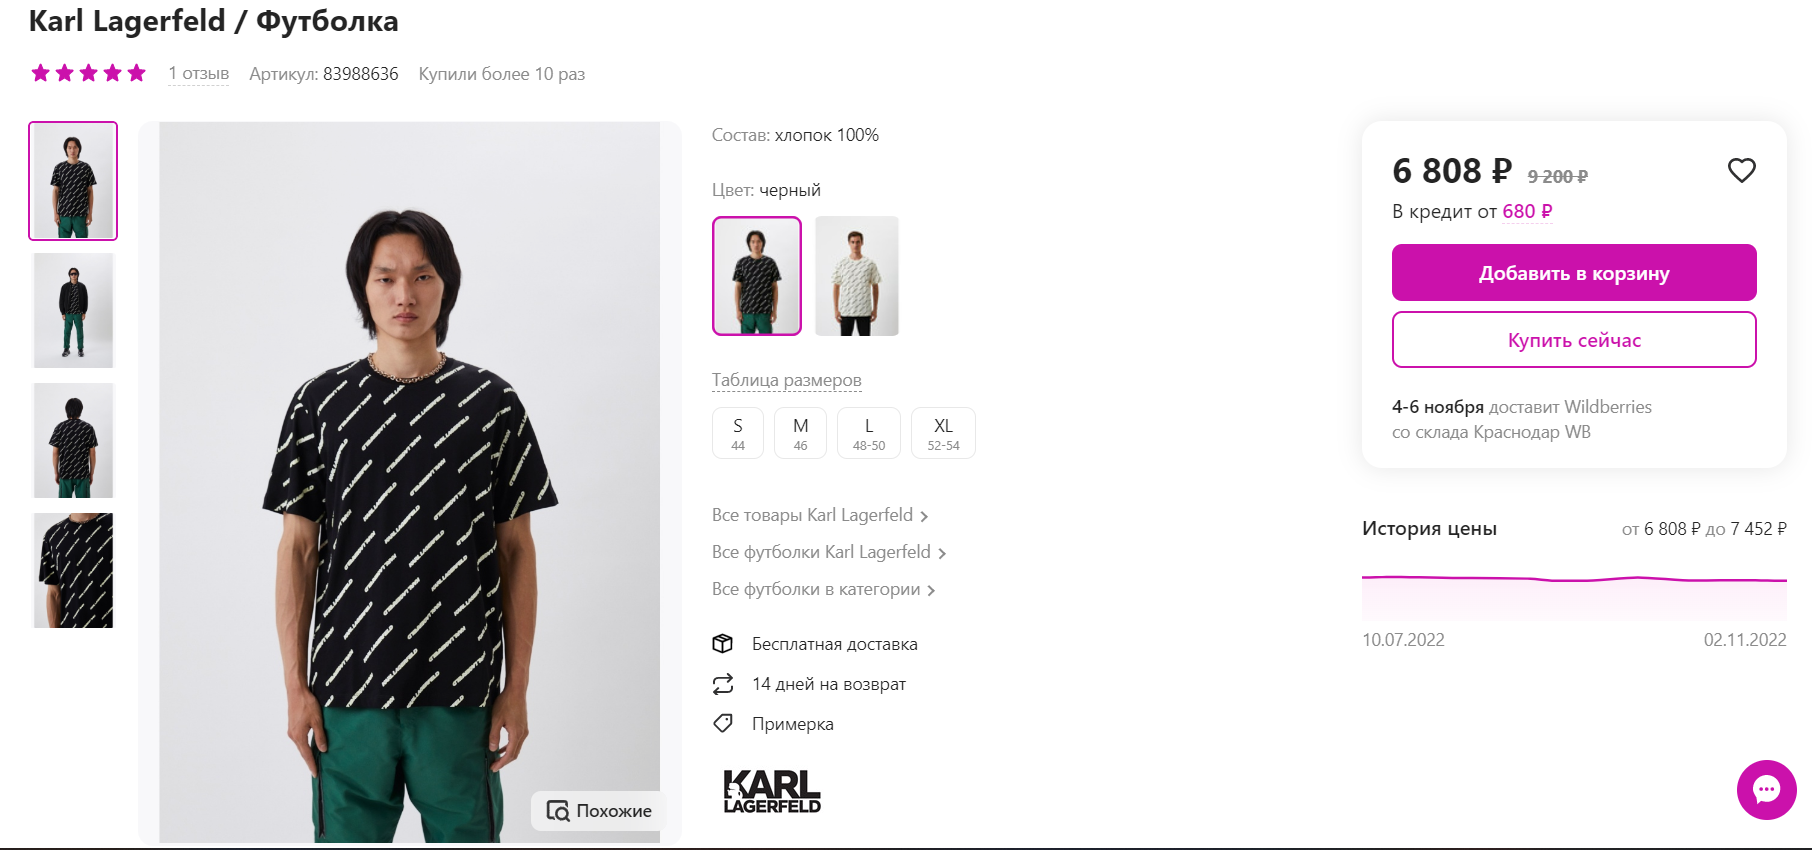 Karl Lagerfeld / Футболка
1 отзыв Артикул: 83988636 Купили более 10 раз
Состав: хлопок 100%
Цвет: черный
Таблица размеров
S M L XL
44 46 48-50 52-54
Все товары Karl Lagerfeld
Все футболки Karl Lagerfeld
Все футболки в категории
Бесплатная доставка
14 дней на возврат
Примерка
KARL
LAGERFELD
Похожие
6 808 ₽ 9 200 ₽
В кредит от 680 ₽
Добавить в корзину
Купить сейчас
4-6 ноября доставит Wildberries
со склада Краснодар WB
История цены от 6 808 ₽ до 7 452 ₽
10.07.2022 02.11.2022